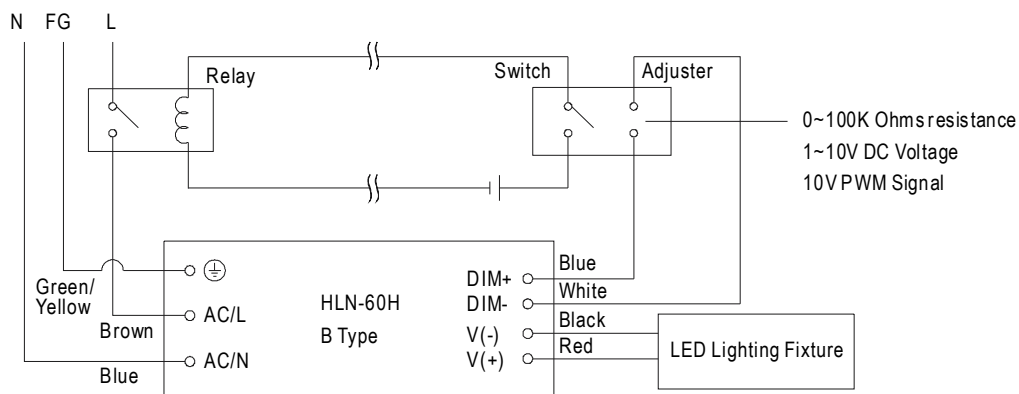 N FG L
Relay
Switch
Adjuster
0~100K Ohms resistance
1~10V DC Voltage
10V PWM Signal
Green/
Yellow
Brown
Blue
AC/L
AC/N
HLN-60H
B Type
DIM+
DIM-
V(-)
V(+)
Blue
White
Black
Red
LED Lighting Fixture